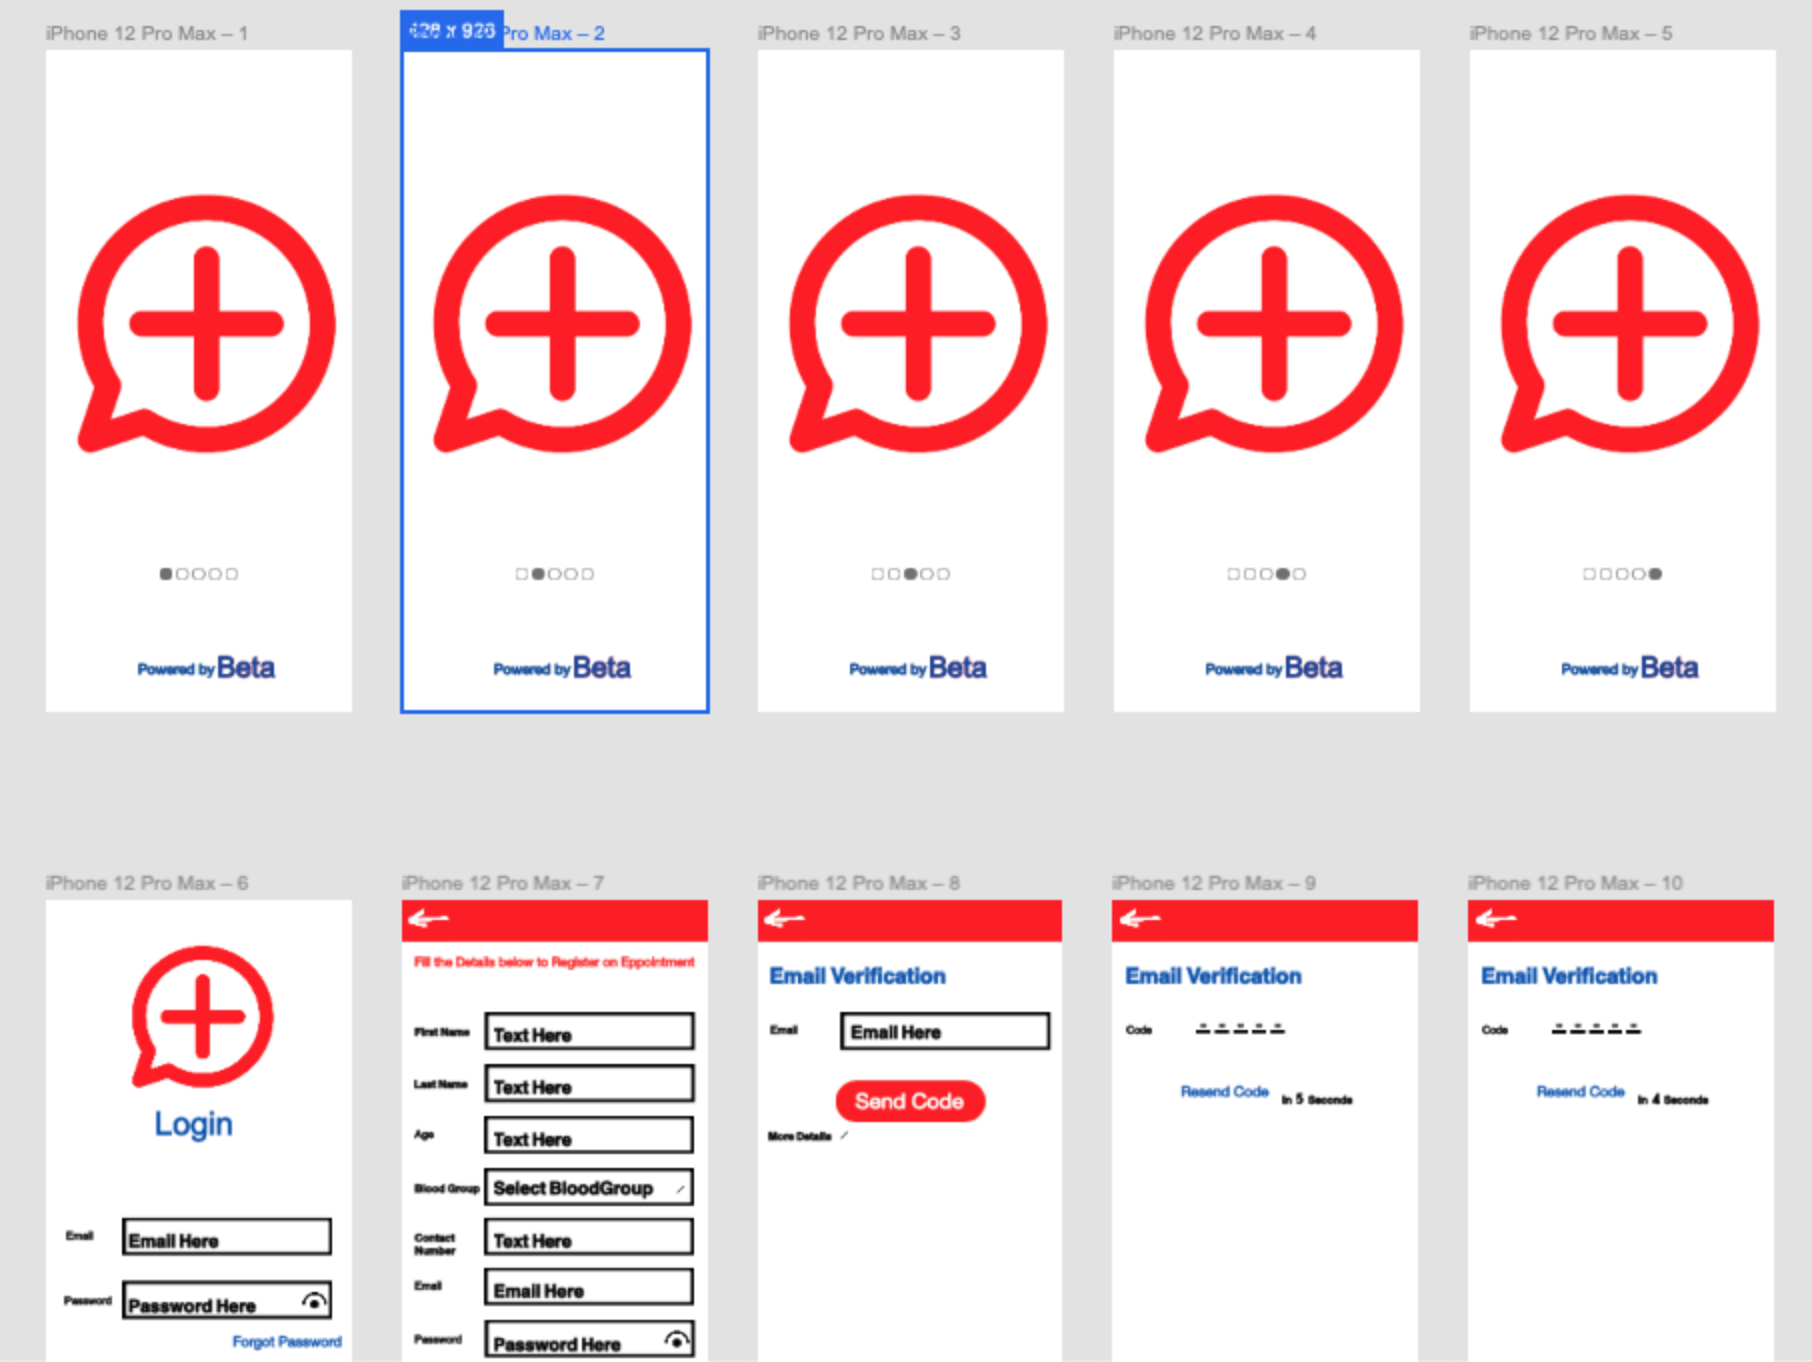 iPhone 12 Pro Max – 1
428 x 926
Pro Max – 2
iPhone 12 Pro Max – 3
iPhone 12 Pro Max – 4
iPhone 12 Pro Max – 5
Powered by Beta
Powered by Beta
Powered by Beta
Powered by Beta
Powered by Beta
iPhone 12 Pro Max – 6
Login
Email
Email Here
Password
Password Here
Forgot Password
iPhone 12 Pro Max – 7
Fill the Details below to Register on Eppointment
First Name
Text Here
Last Name
Text Here
Age
Text Here
Blood Group
Select BloodGroup
Contact
Number
Text Here
Email
Email Here
Password
Password Here
iPhone 12 Pro Max – 8
Email Verification
Email
Email Here
Send Code
More Details
iPhone 12 Pro Max – 9
Email Verification
Code
Resend Code In 5 Seconds
iPhone 12 Pro Max – 10
Email Verification
Code
Resend Code In 4 Seconds